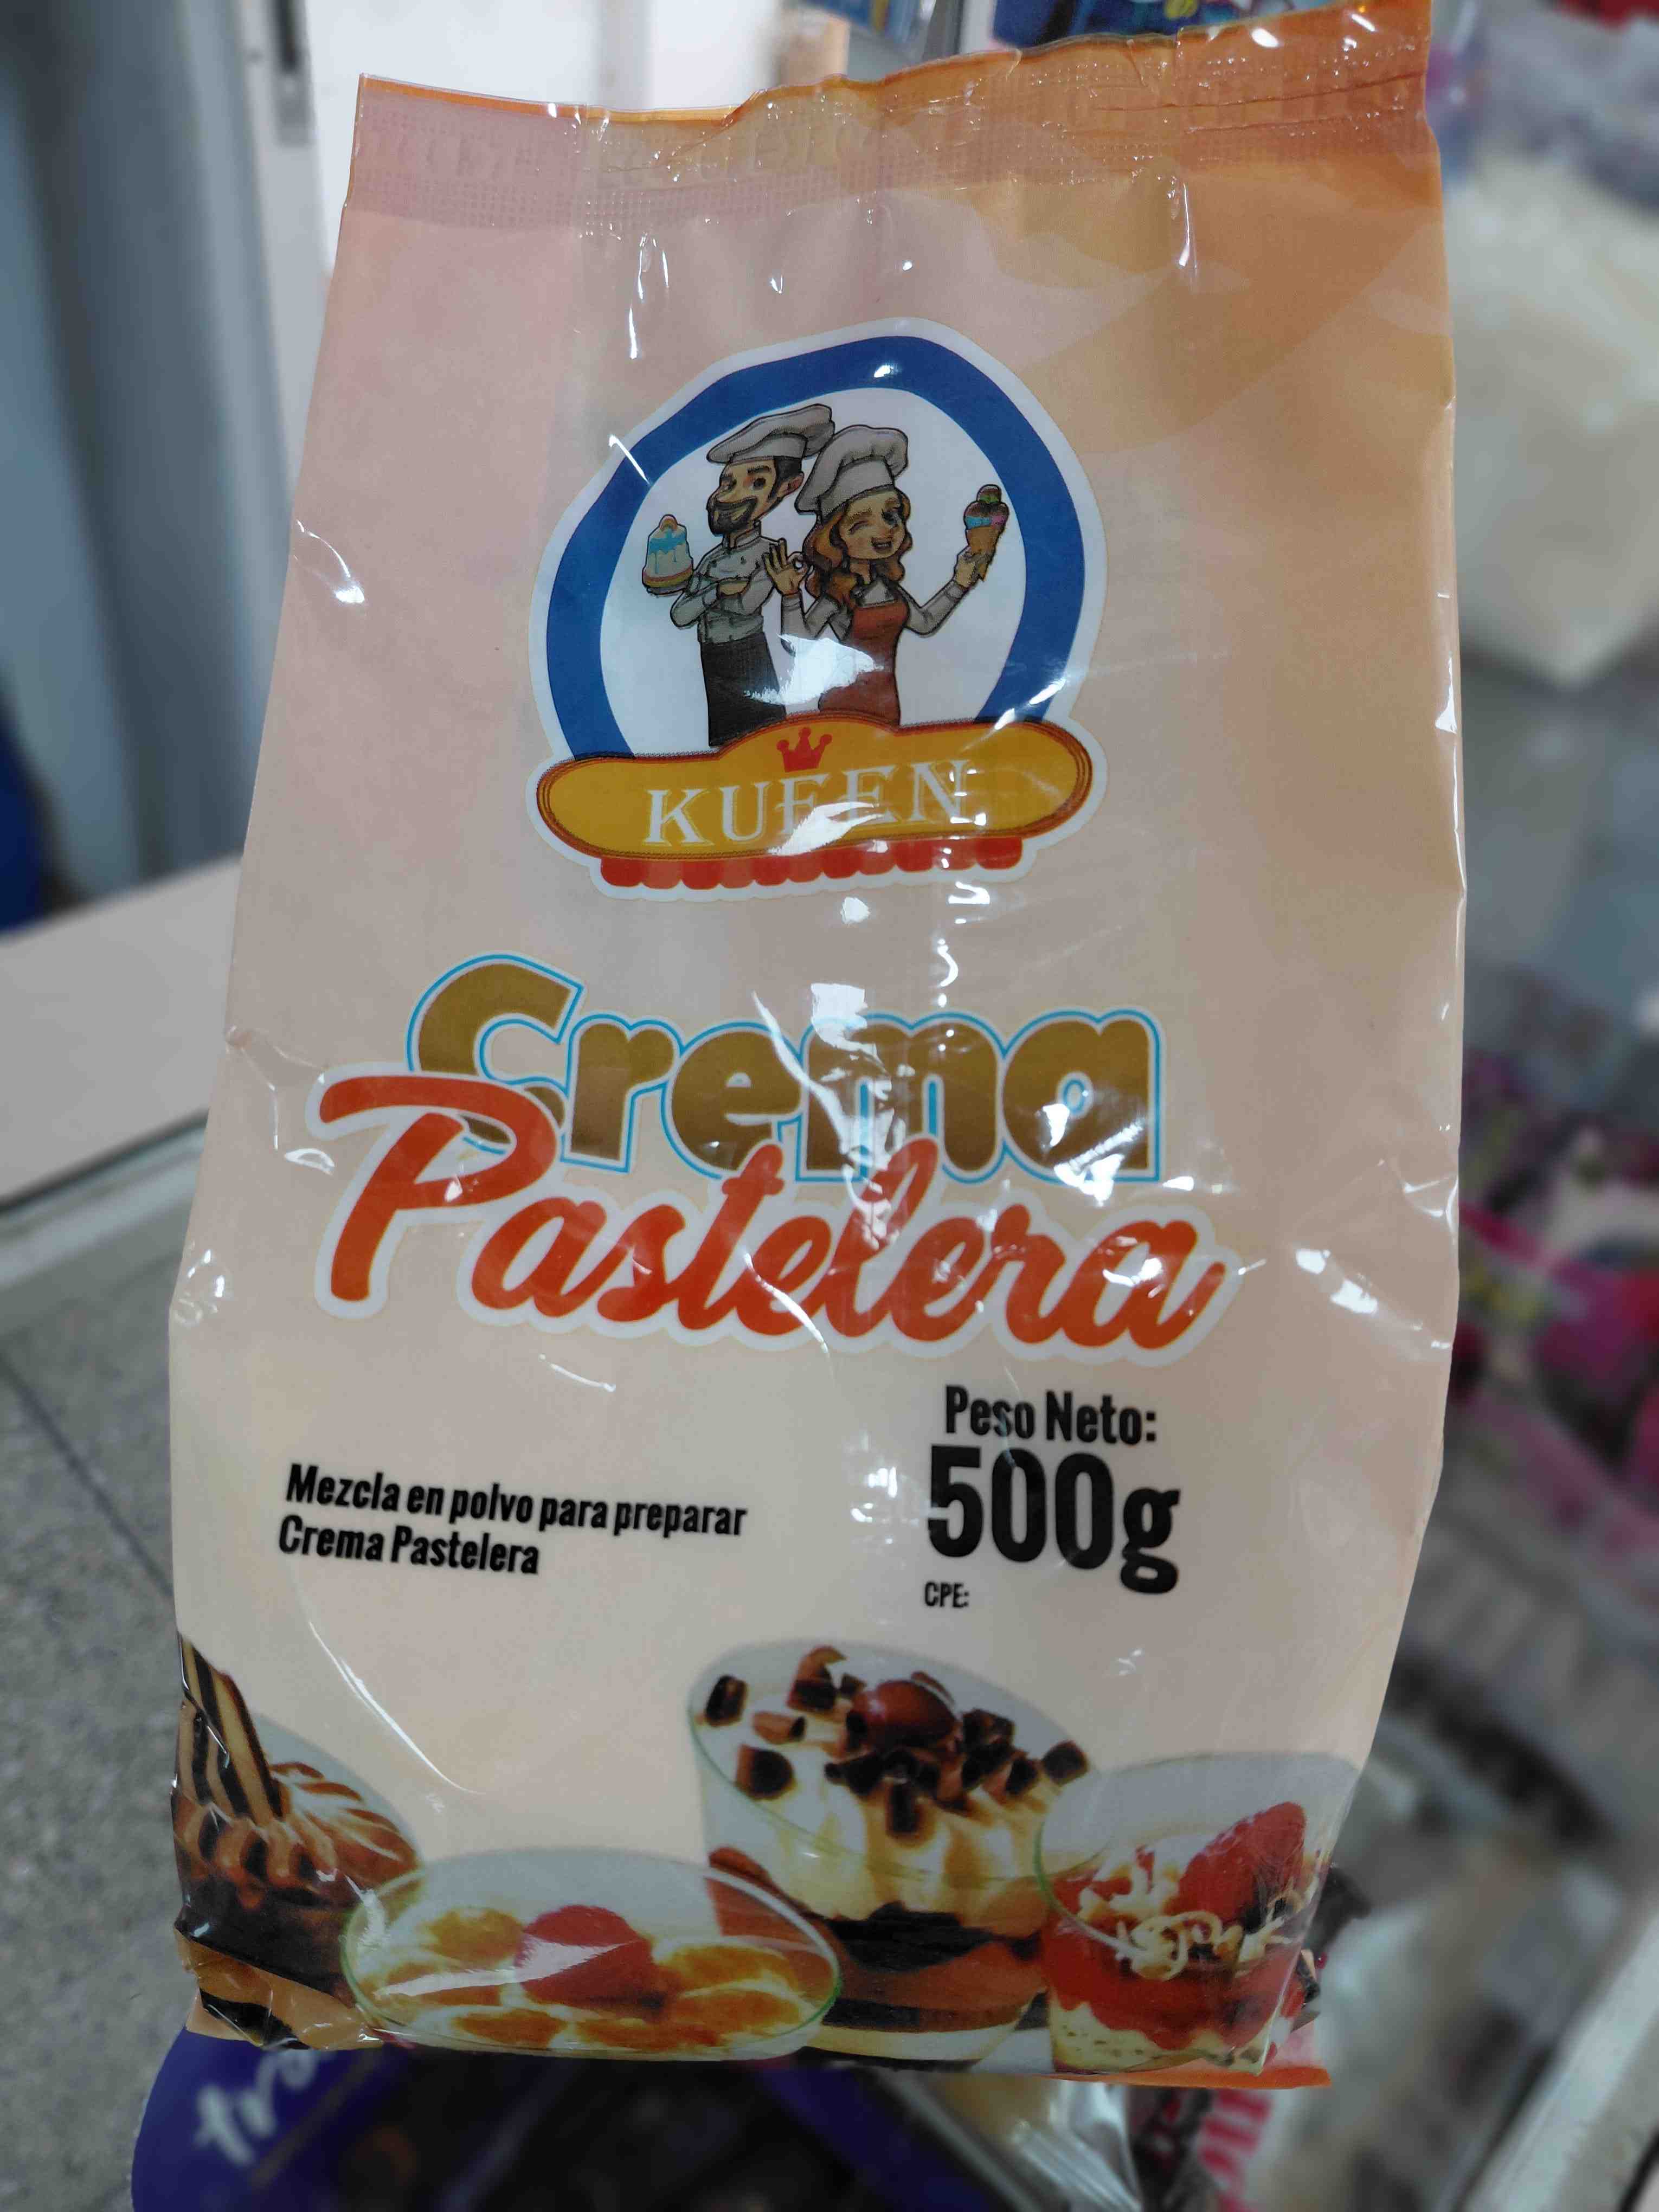 KUEEN
Crema
Pastelera
Peso Neto:
500g
CPE:
Mezcla en polvo para preparar
Crema Pastelera